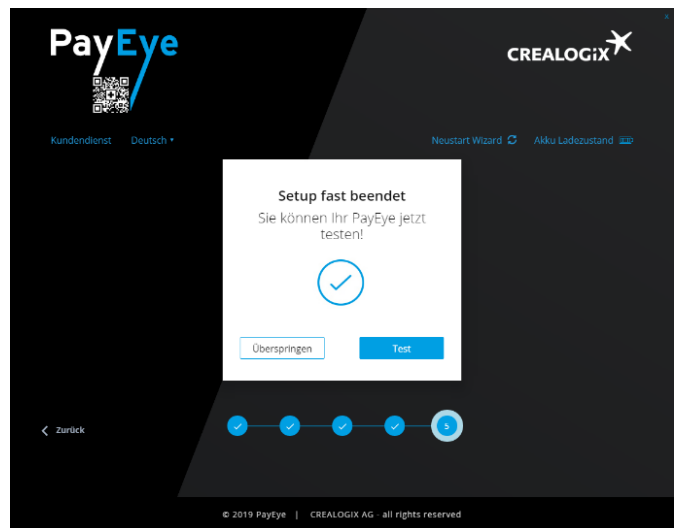 PayEye
CREALOGIX
x
Kundendienst Deutsch
Neustart Wizard Akku Ladezustand
Setup fast beendet
Sie können Ihr PayEye jetzt
testen!
Überspringen Test
Zurück
5
© 2019 PayEye | CREALOGIX AG - all rights reserved